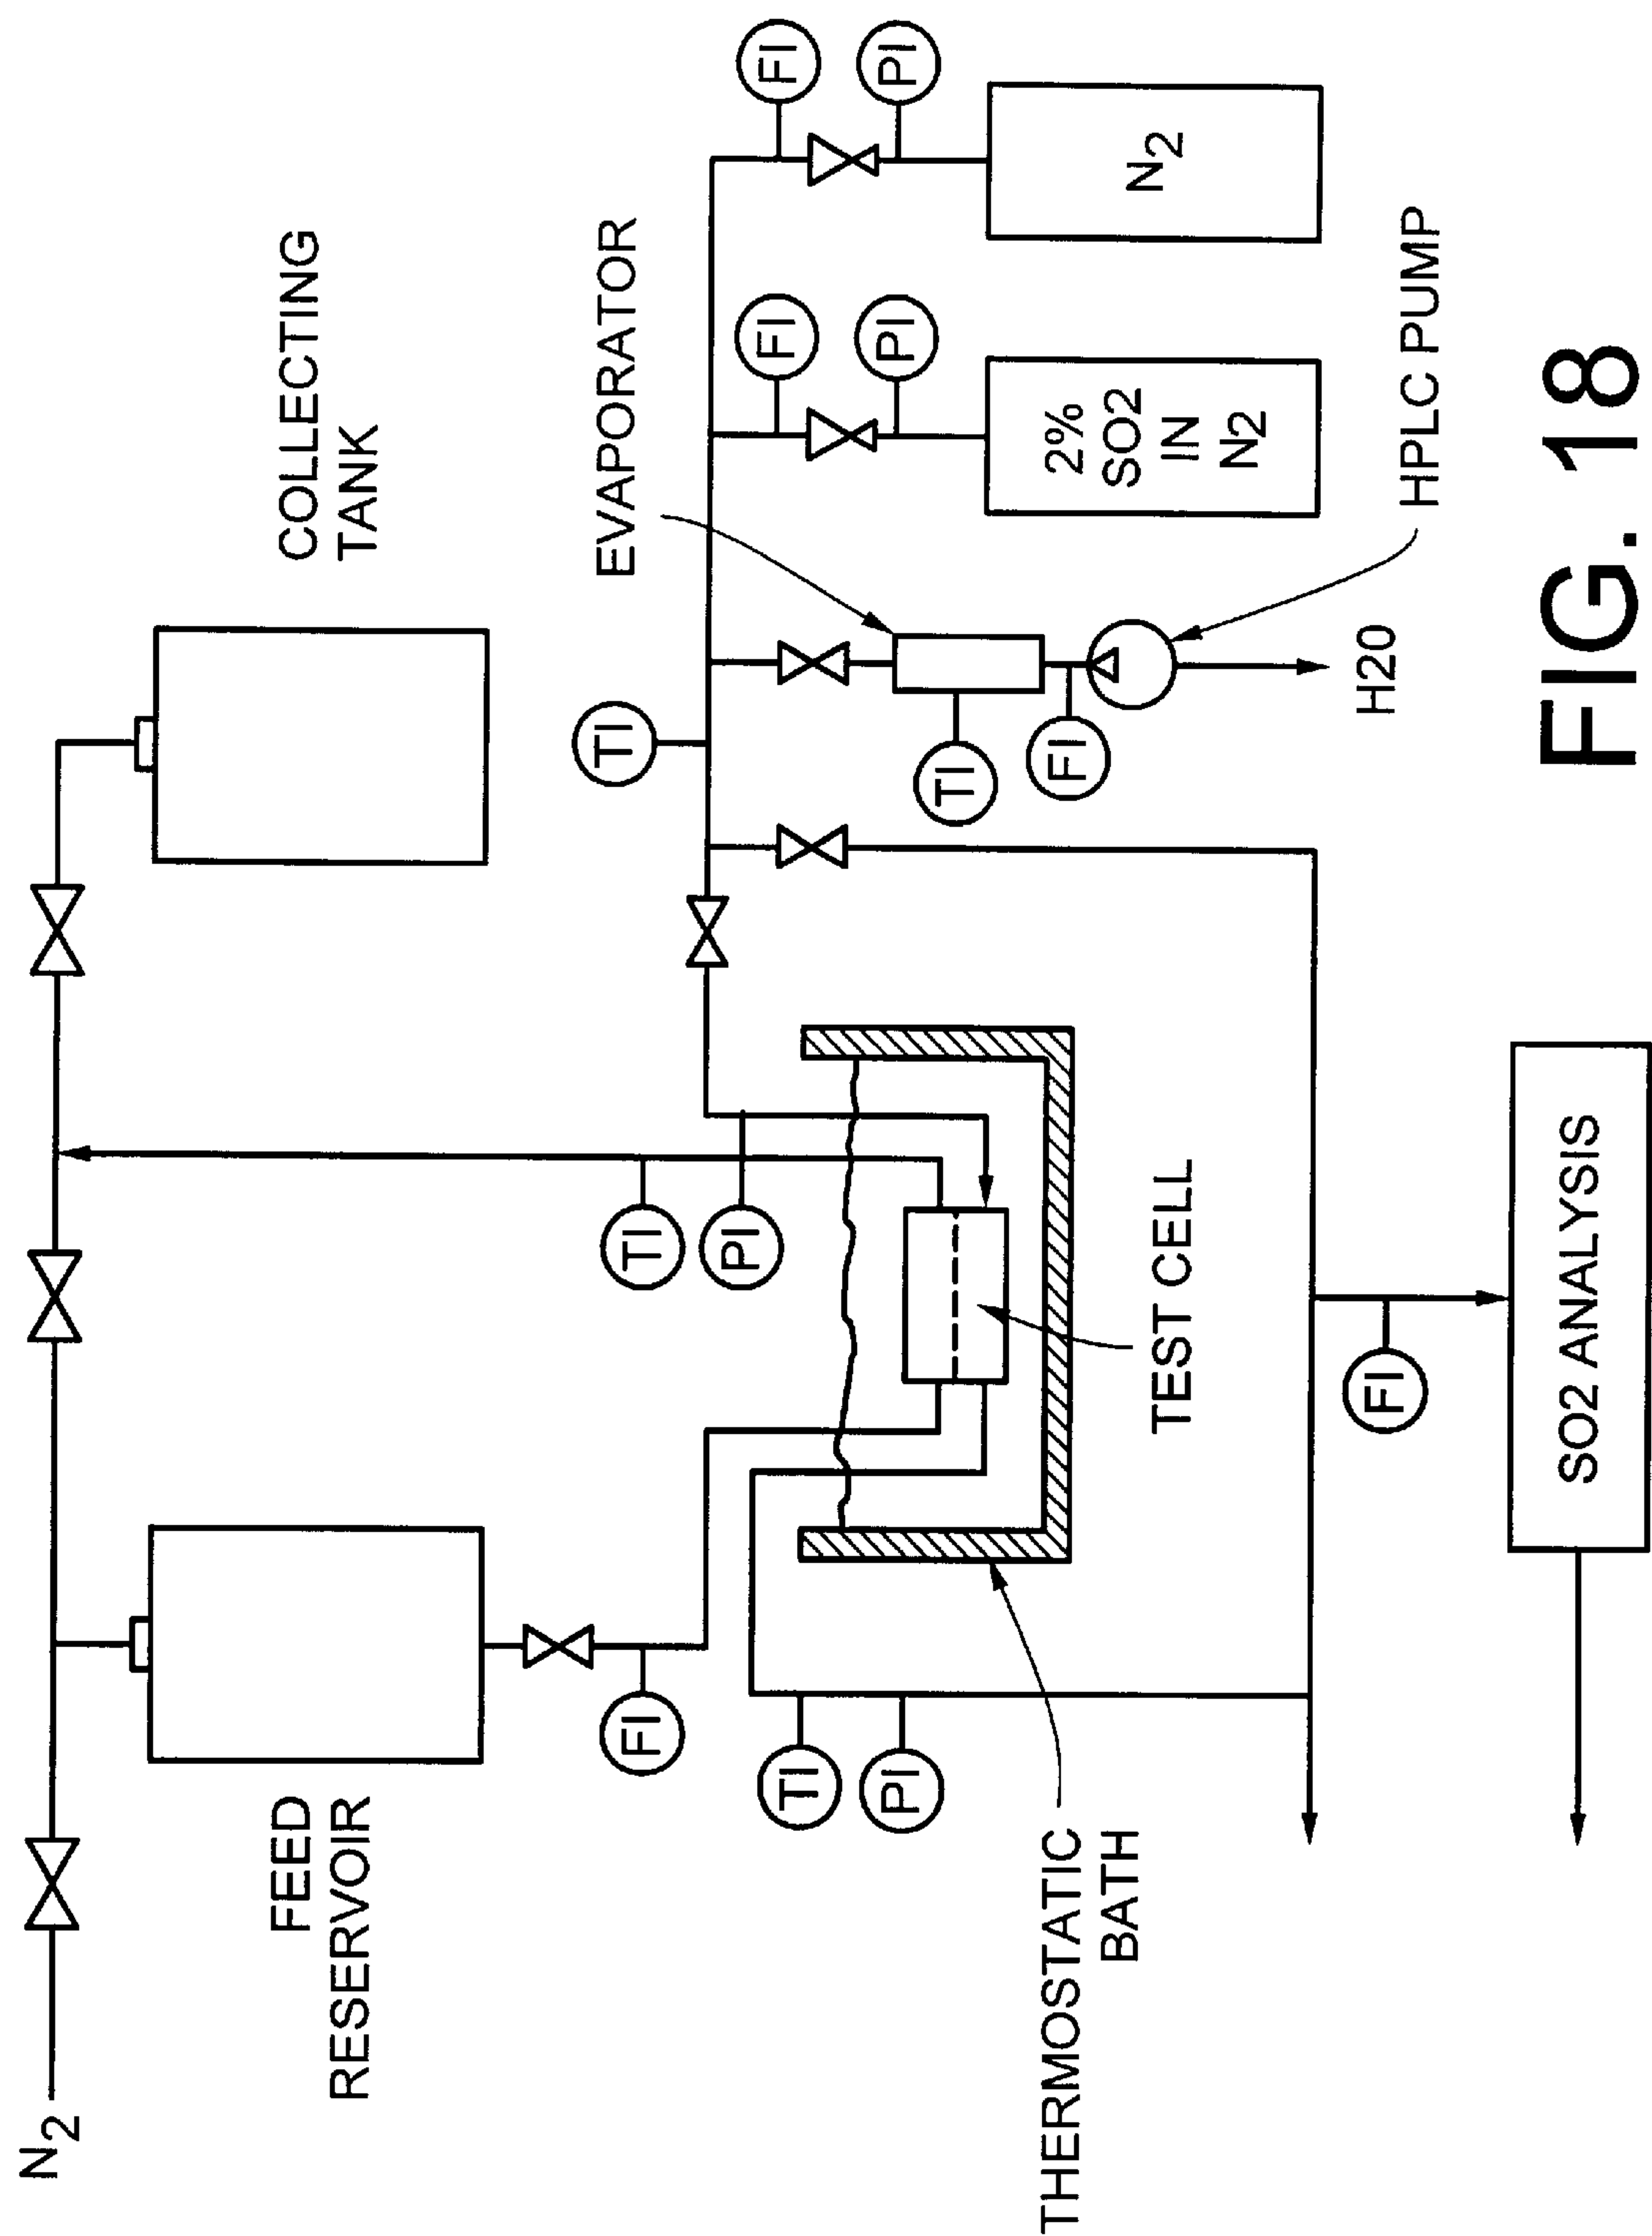 N2
FEED
RESERVOIR
COLLECTING
TANK
TI
EVAPORATOR
FI
TI
PI
TI
FI
FI
PI
PI
PI
TI
FI
THERMOSTATIC
BATH
TEST CELL
2%
SO2
IN
N2
N2
H20
FI
HPLC PUMP
SO2 ANALYSIS
FIG. 18